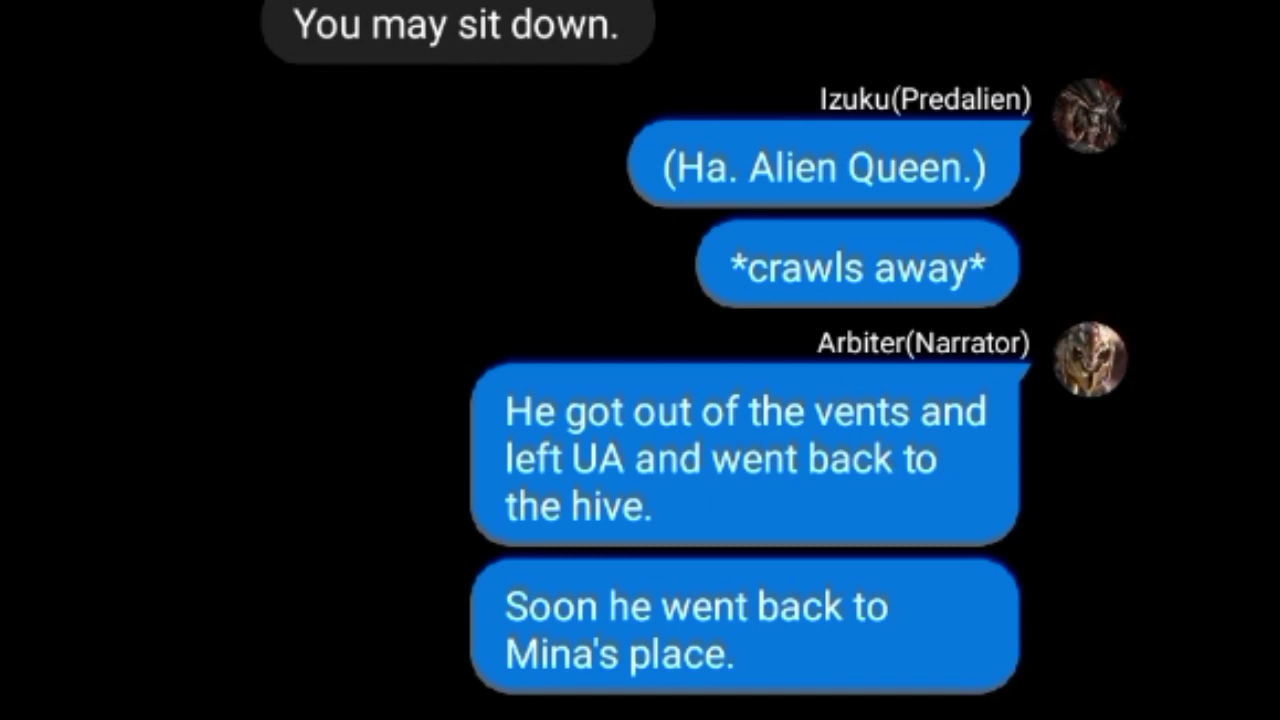 You may sit down.
Izuku(Predalien)
(Ha. Alien Queen.)
*crawls away*
Arbiter(Narrator)
He got out of the vents and
left UA and went back to
the hive.
Soon he went back to
Mina's place.